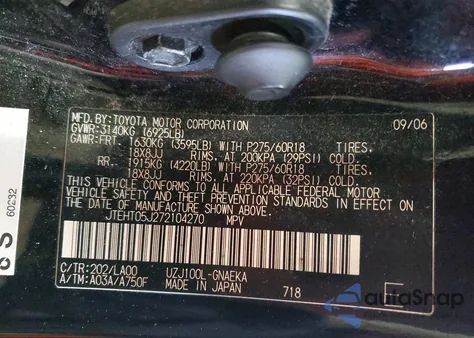 MFD.BY:TOYOTA MOTOR CORPORATION 09/06
GVWR:3140KG (6925LB)
GAWR:FRT. 1630KG (3595LB) WITH P275/60R18 TIRES,
18X8JJ RIMS, AT 200KPA (29PSI) COLD.
RR. 1915KG (4220LB) WITH P275/60R18 TIRES,
18X8JJ RIMS, AT 220KPA (32PSI) COLD.
THIS VEHICLE CONFORMS TO ALL APPLICABLE FEDERAL MOTOR
VEHICLE SAFETY AND THEFT PREVENTION STANDARDS IN EFFECT
ON THE DATE OF MANUFACTURE SHOWN ABOVE.
JTEHT05J272104270 MPV
C/TR:202/LA00 UZJ100L-GNAEKA
A/TM:A03A/A750F MADE IN JAPAN 718
E
60292
S
autoSnap